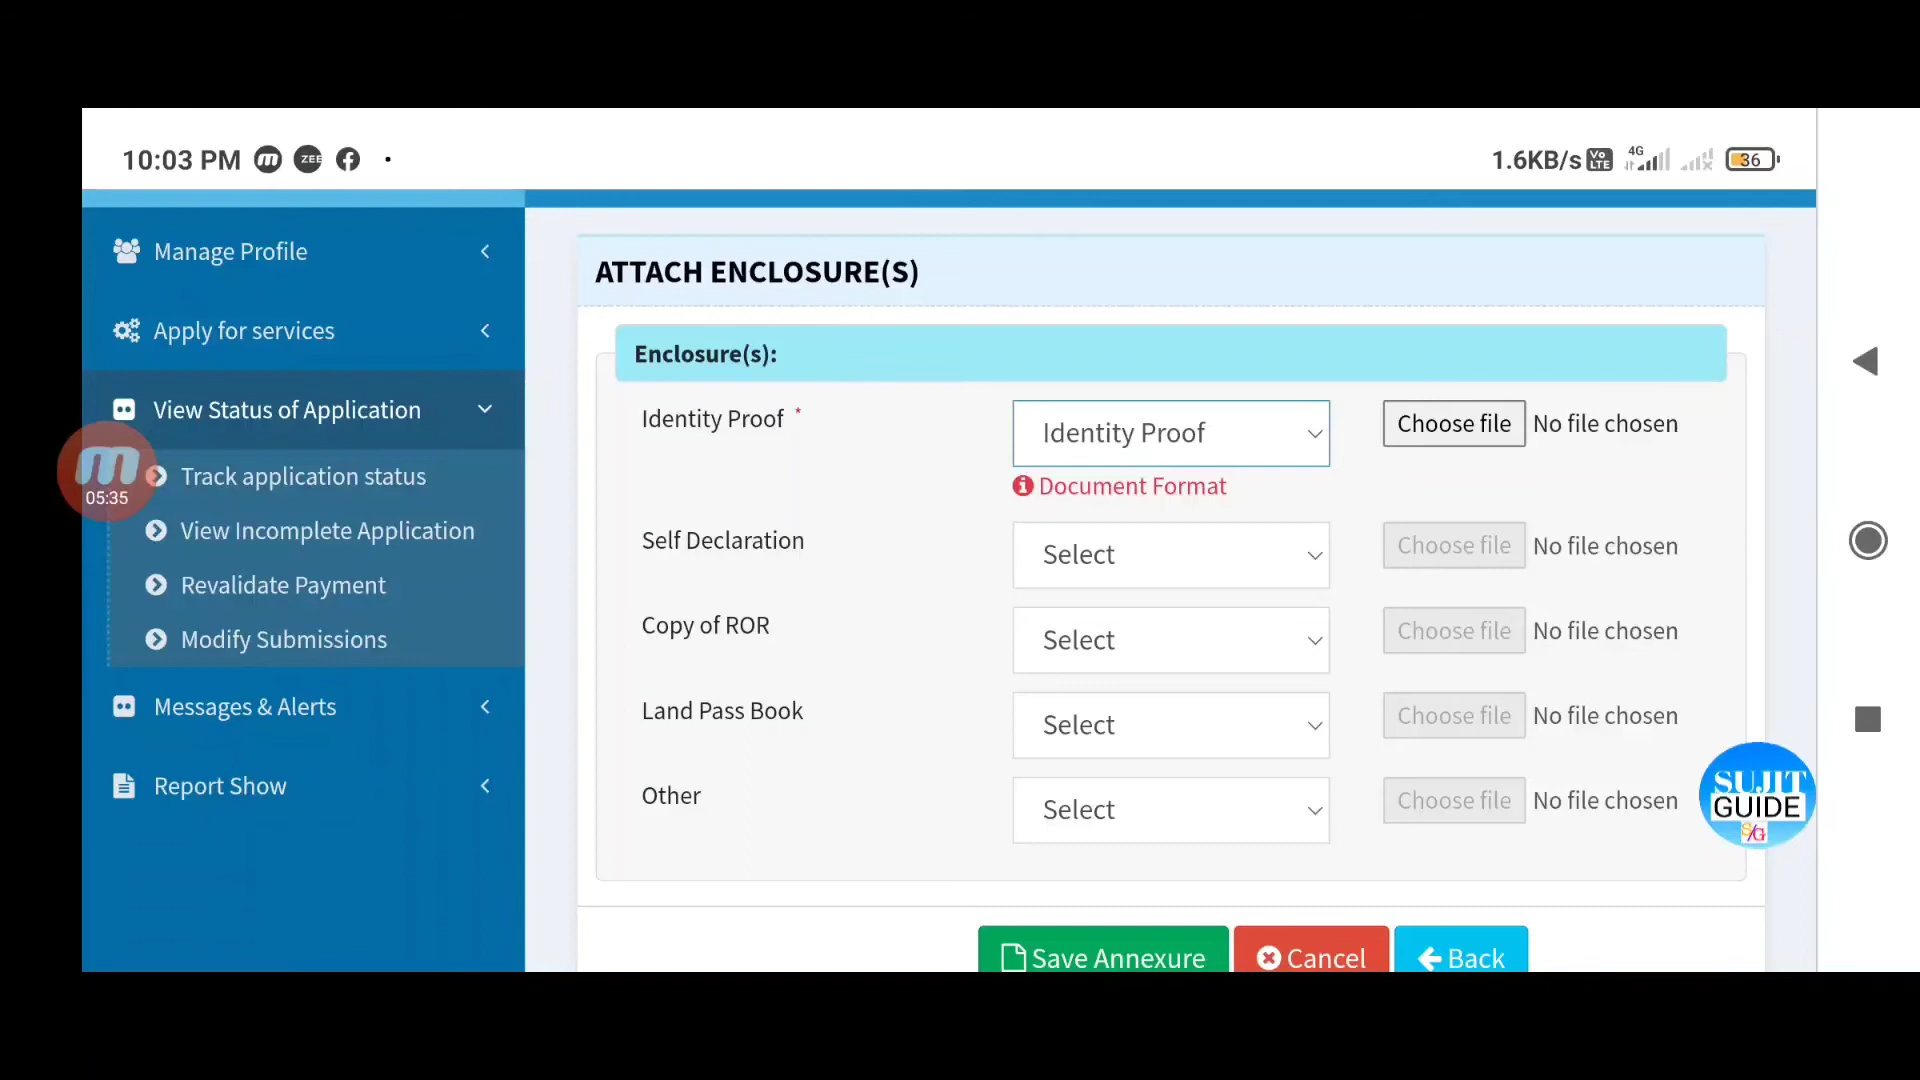 10:03 PM m ZEE f
1.6KB/s Vo LTE 4G 36
Manage Profile
Apply for services
View Status of Application
05:35
Track application status
View Incomplete Application
Revalidate Payment
Modify Submissions
Messages & Alerts
Report Show
ATTACH ENCLOSURE(S)
Enclosure(s):
Identity Proof * Identity Proof Choose file No file chosen
Document Format
Self Declaration Select Choose file No file chosen
Copy of ROR Select Choose file No file chosen
Land Pass Book Select Choose file No file chosen
Other Select Choose file No file chosen
Save Annexure Cancel Back
SUJIT
GUIDE
S/G